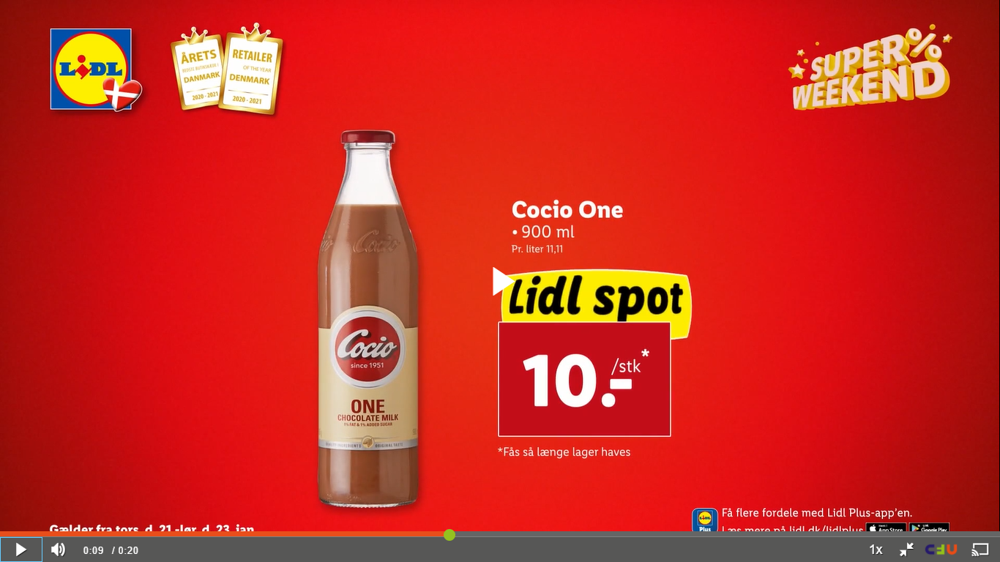 LIDL
ÅRETS
DANMARK
2020 - 2021
RETAILER
OF THE YEAR
DENMARK
2020 - 2021
SUPER %
WEEKEND
Cocio
Cocio
since 1951
ONE
CHOCOLATE MILK
1% FAT & 1% ADDED SUGAR
QUALITY INGREDIENTS ORIGINAL TASTE
Cocio One
• 900 ml
Pr. liter 11,11
Lidl spot
10.-/stk*
*Fås så længe lager haves
Gælder fra tors. d. 21.-lør. d. 23. jan.
LIDL
Plus
Få flere fordele med Lidl Plus-app'en.
Læs mere på lidl.dk/lidlplus
App Store
Google Play
0:09 / 0:20
1x
CFU